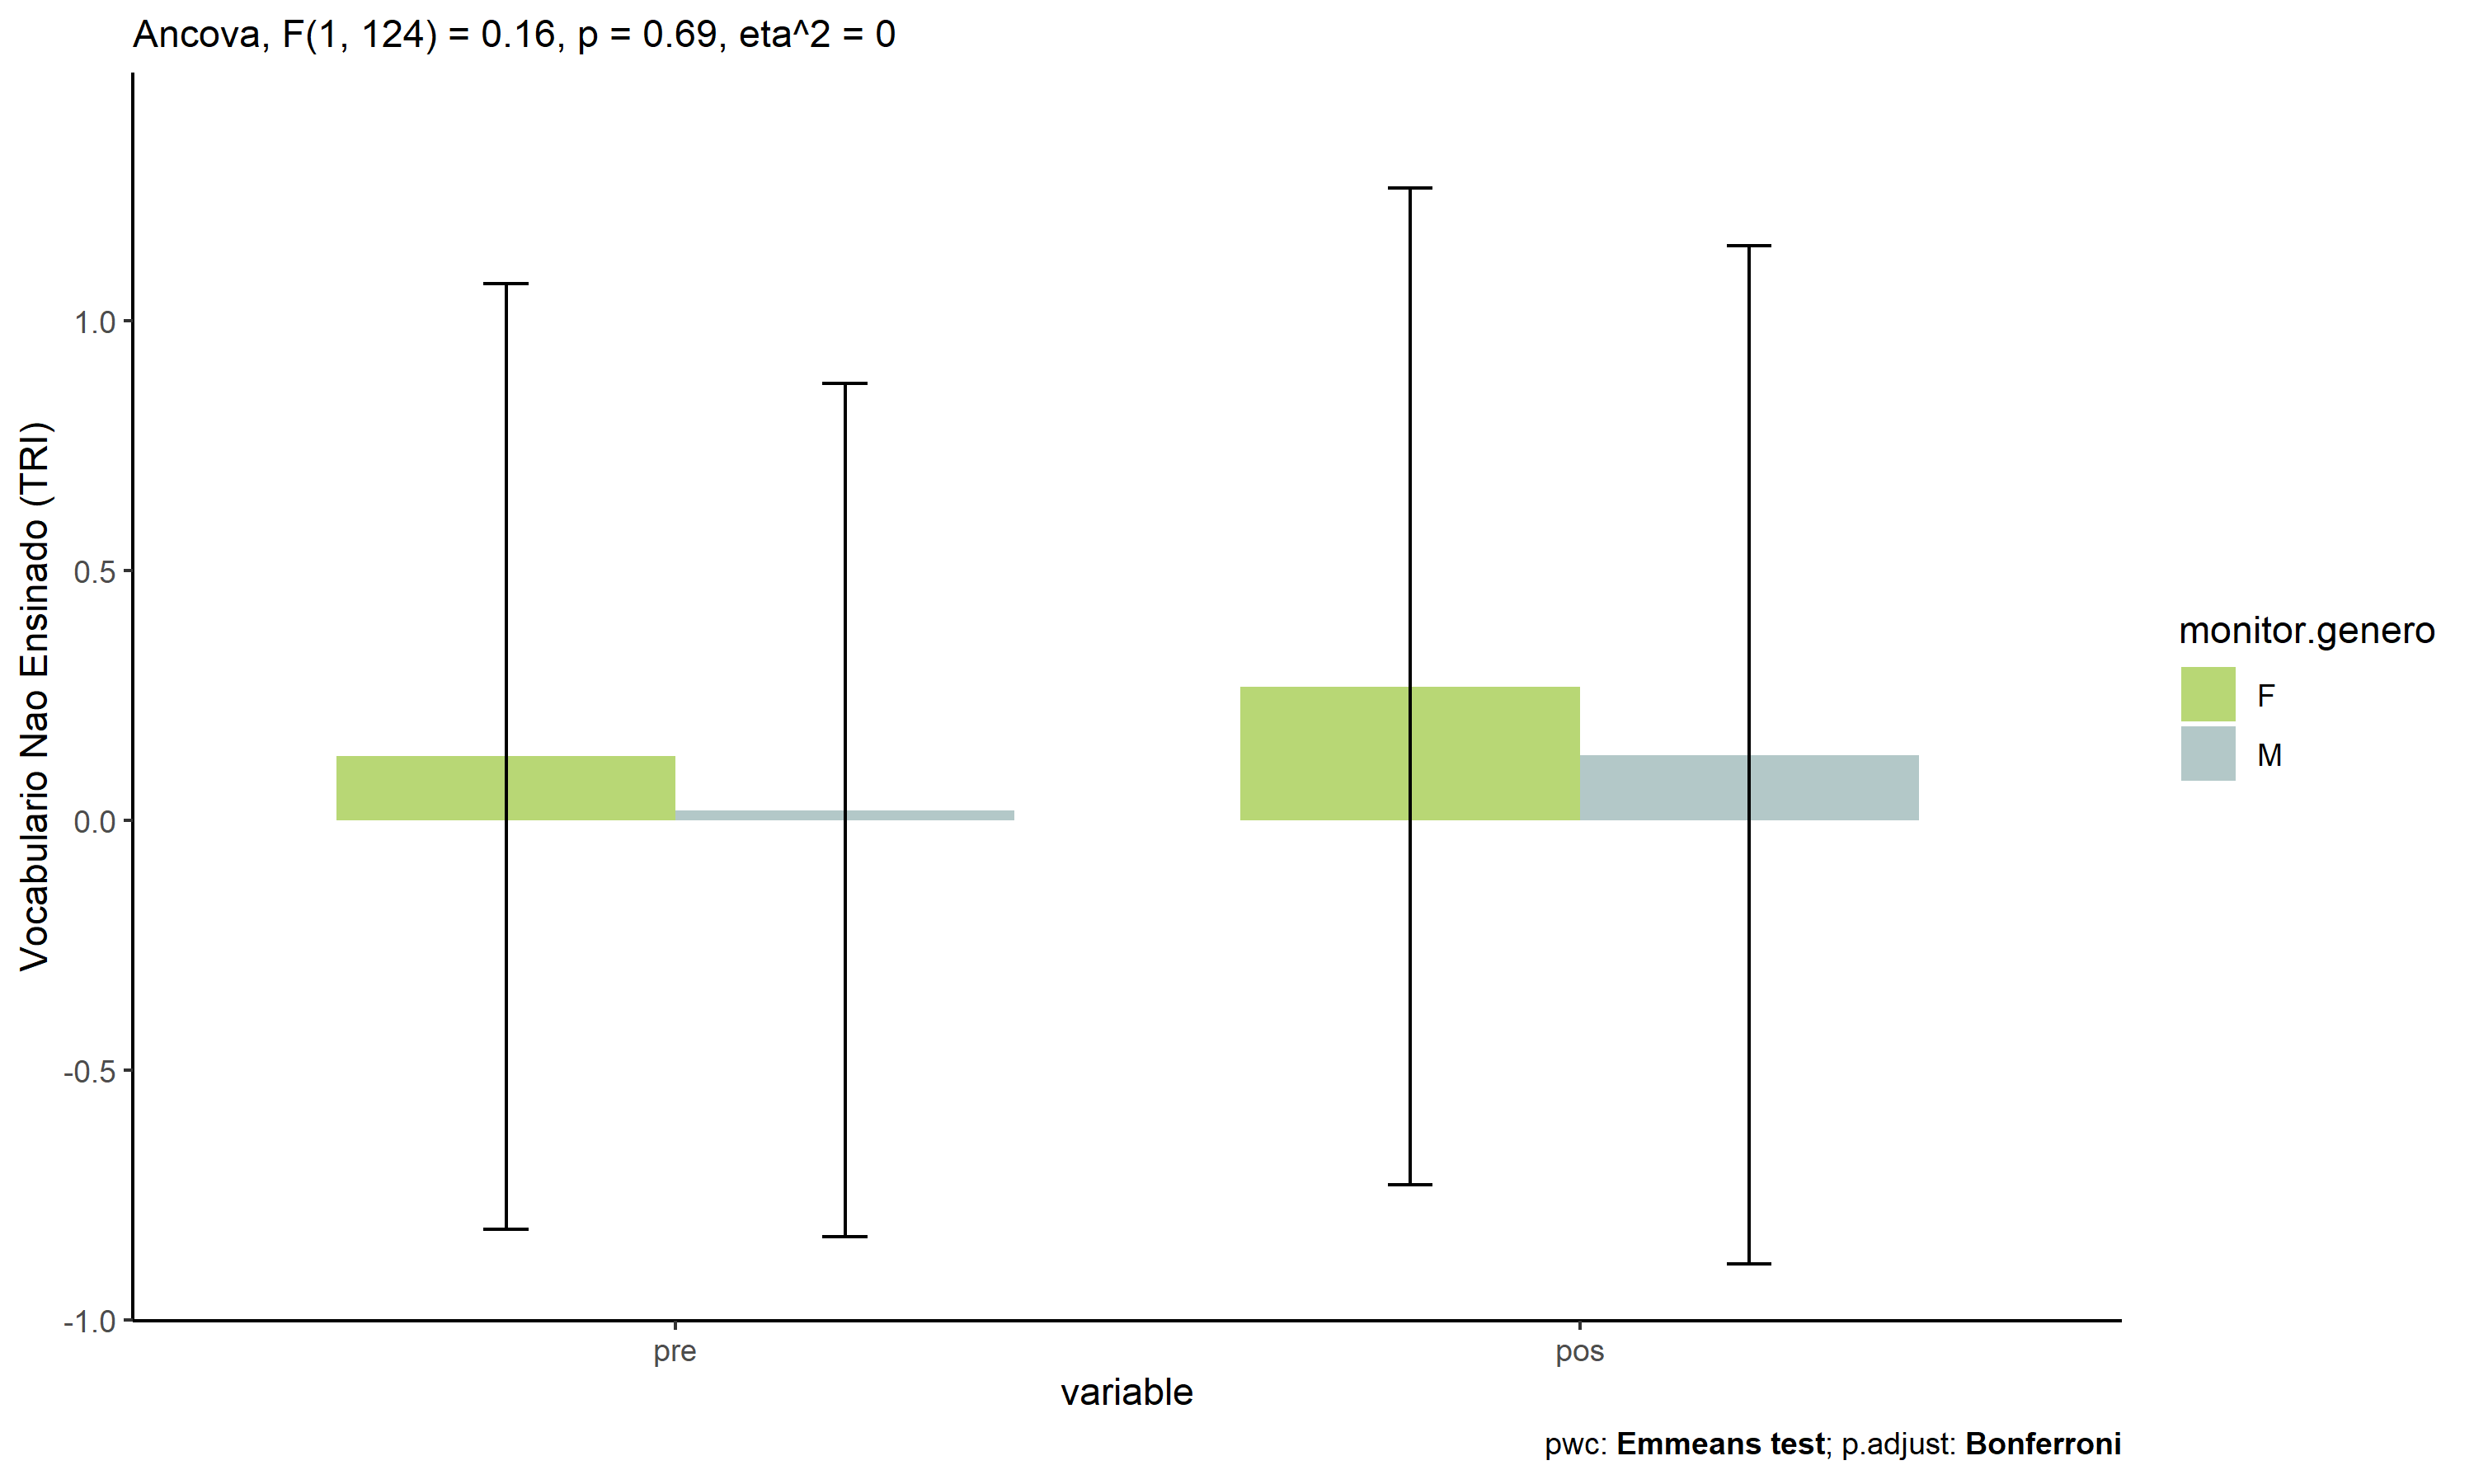 Ancova, F(1, 124) = 0.16, p = 0.69, eta^2 = 0
Vocabulario Nao Ensinado (TRI)
1.0
0.5
0.0
-0.5
-1.0
pre
pos
variable
monitor.genero
F
M
pwc: Emmeans test; p.adjust: Bonferroni